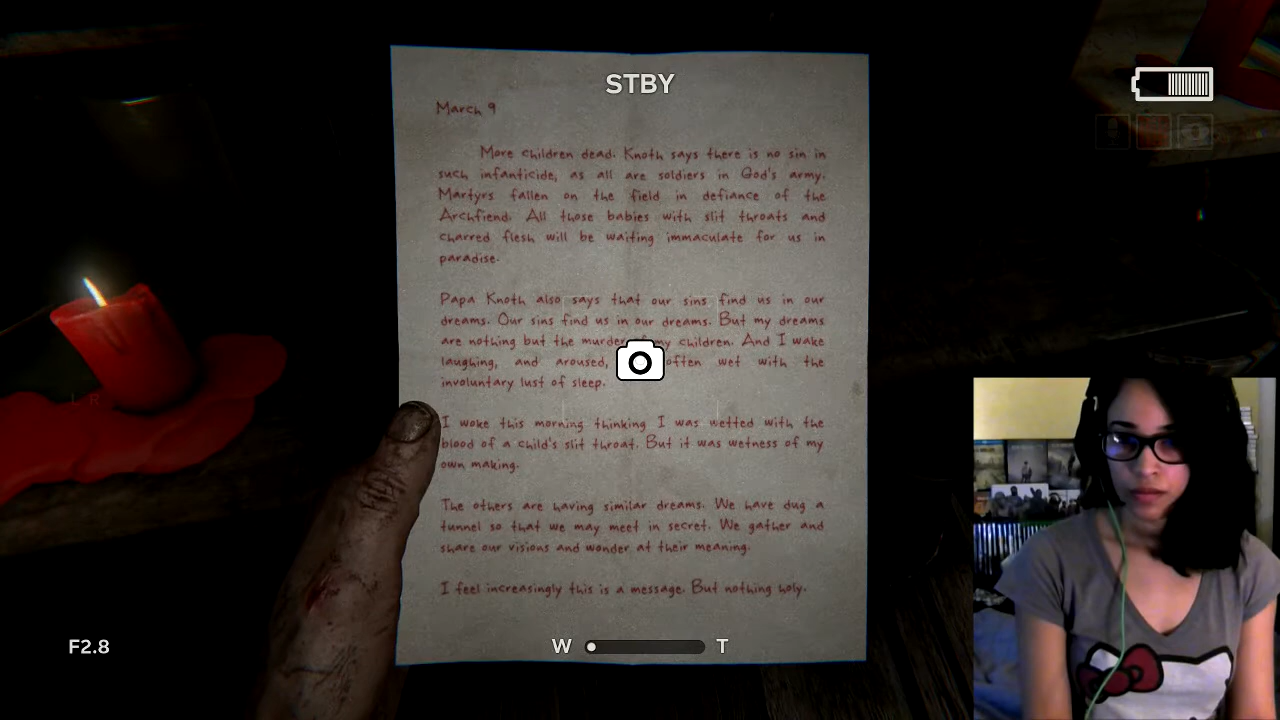 STBY
March 9
More children dead. Knoth says there is no sin in
such infanticide, as all are soldiers in God's army.
Martyrs fallen on the field in defiance of the
Archfiend. All those babies with slit throats and
charred flesh will be waiting immaculate for us in
paradise.
Papa Knoth also says that our sins find us in our
dreams. Our sins find us in our dreams. But my dreams
are nothing but the murder of my children. And I wake
laughing, and aroused, often wet with the
involuntary lust of sleep.
I woke this morning thinking I was wetted with the
blood of a child's slit throat. But it was wetness of my
own making.
The others are having similar dreams. We have dug a
tunnel so that we may meet in secret. We gather and
share our visions and wonder at their meaning.
I feel increasingly this is a message. But nothing holy.
L R
F2.8
W T